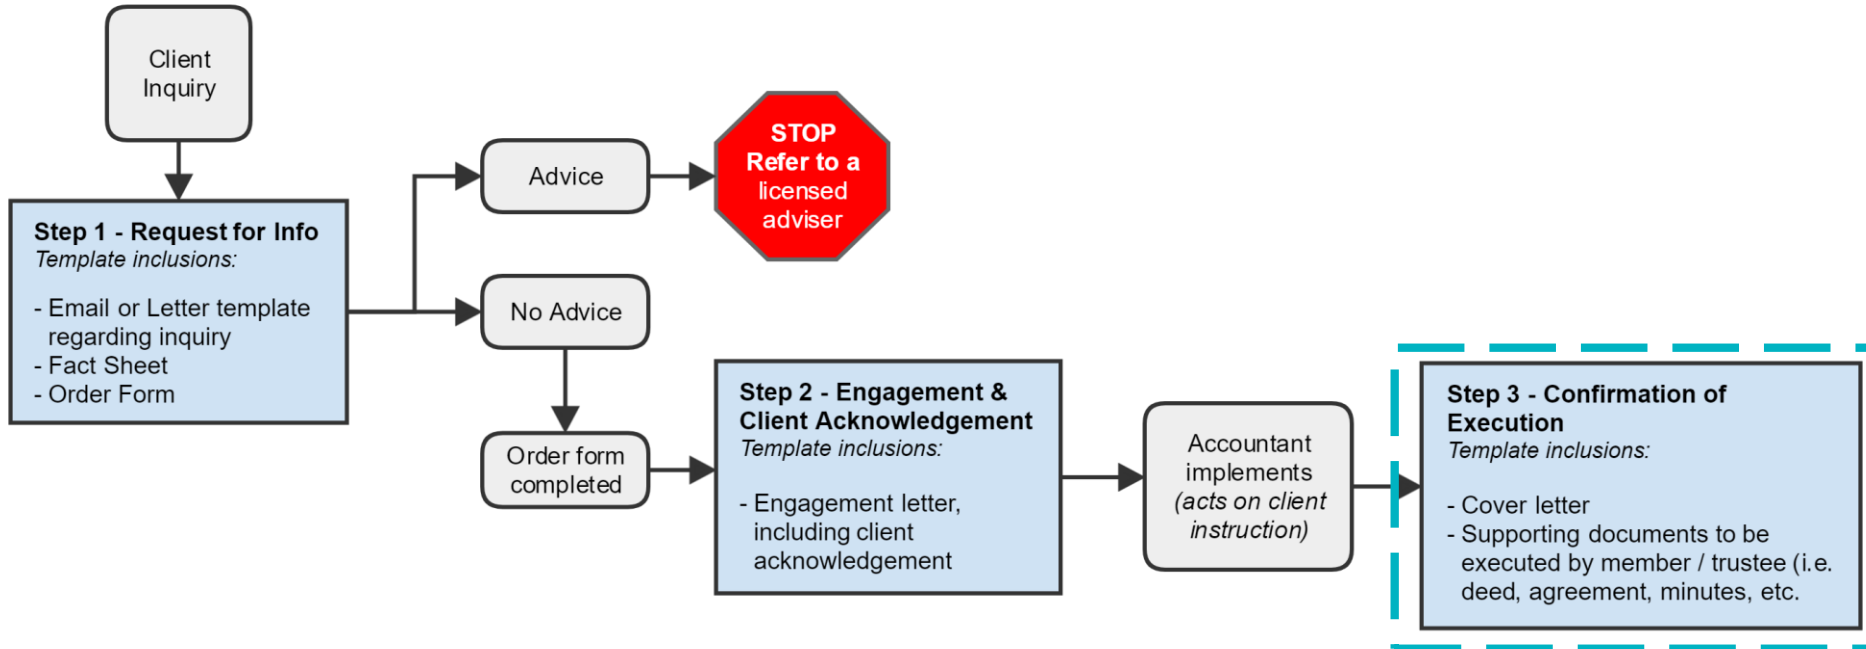 Client
Inquiry
Step 1 - Request for Info
Template inclusions:
- Email or Letter template
regarding inquiry
- Fact Sheet
- Order Form
Advice
STOP
Refer to a
licensed
adviser
No Advice
Order form
completed
Step 2 - Engagement &
Client Acknowledgement
Template inclusions:
- Engagement letter,
including client
acknowledgement
Accountant
implements
(acts on client
instruction)
Step 3 - Confirmation of
Execution
Template inclusions:
- Cover letter
- Supporting documents to be
executed by member / trustee (i.e.
deed, agreement, minutes, etc.